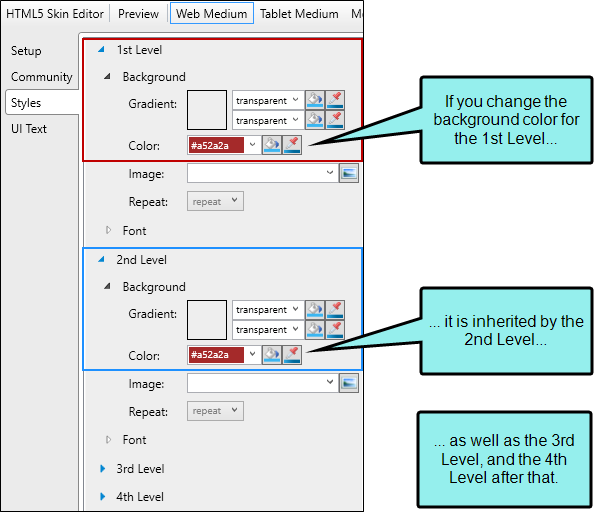 HTML5 Skin Editor Preview Web Medium Tablet Medium
Setup
Community
Styles
UI Text
1st Level
Background
Gradient: transparent
transparent
Color: #a52a2a
Image:
Repeat: repeat
Font
2nd Level
Background
Gradient: transparent
transparent
Color: #a52a2a
Image:
Repeat: repeat
Font
3rd Level
4th Level
If you change the
background color for
the 1st Level...
... it is inherited by the
2nd Level...
... as well as the 3rd
Level, and the 4th
Level after that.